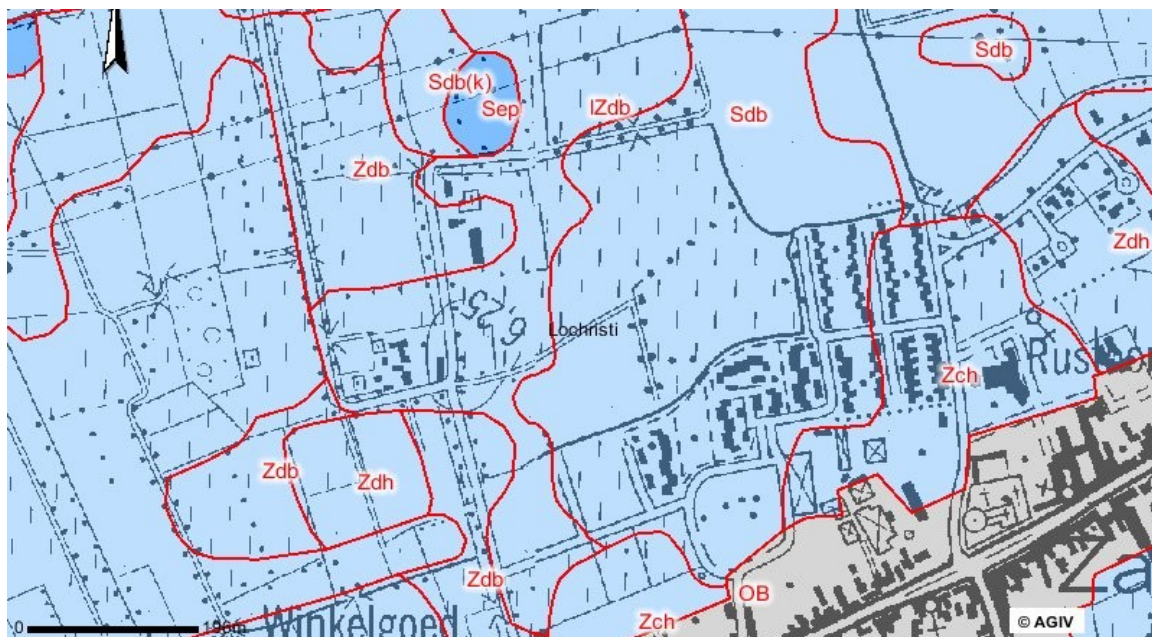 Sdb
Sdb(k)
Sep
lZdb
Sdb
Zdb
Zdh
6,25
Lochristi
Zch
Zdb
Zdh
Zdb
OB
Zch
0
Winkelgoed
© AGIV